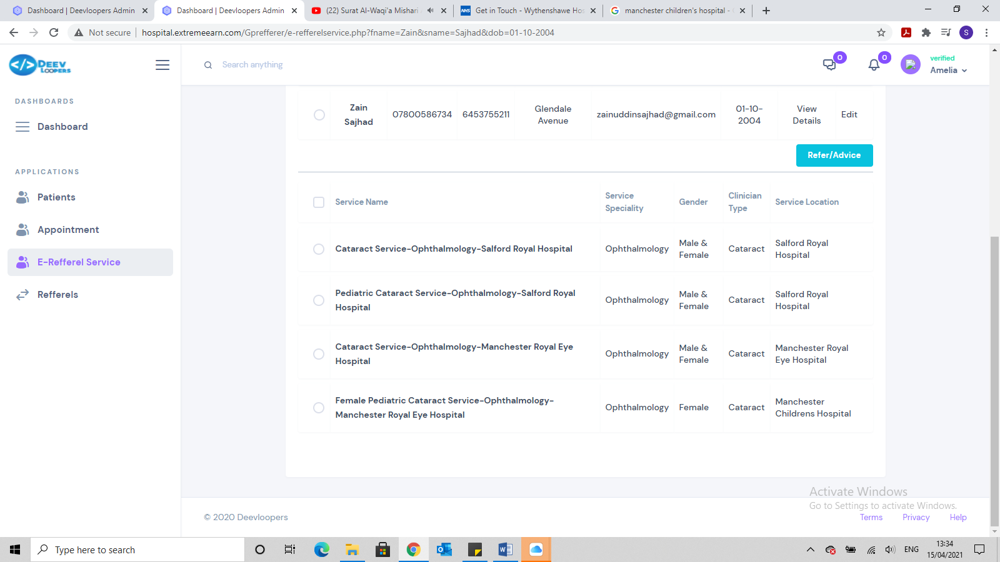 Dashboard | Deevloopers Admin
Dashboard | Deevloopers Admin
(22) Surat Al-Waqi'a Mishari
Get in Touch - Wythenshawe Hos
manchester children's hospital -
Not secure
hospital.extremeearn.com/Gprefferer/e-refferelservice.php?fname=Zain&sname=Sajhad&dob=01-10-2004
S
</> DEEV
LOOPERS
Search anything
0
0
verified
Amelia
DASHBOARDS
Dashboard
APPLICATIONS
Patients
Appointment
E-Refferel Service
Refferels
Zain
Sajhad
07800586734
6453755211
Glendale
Avenue
zainuddinsajhad@gmail.com
01-10-
2004
View
Details
Edit
Refer/Advice
Service Name
Service
Speciality
Gender
Clinician
Type
Service Location
Cataract Service-Ophthalmology-Salford Royal Hospital
Ophthalmology
Male &
Female
Cataract
Salford Royal
Hospital
Pediatric Cataract Service-Ophthalmology-Salford Royal
Hospital
Ophthalmology
Male &
Female
Cataract
Salford Royal
Hospital
Cataract Service-Ophthalmology-Manchester Royal Eye
Hospital
Ophthalmology
Male &
Female
Cataract
Manchester Royal
Eye Hospital
Female Pediatric Cataract Service-Ophthalmology-
Manchester Royal Eye Hospital
Ophthalmology
Female
Cataract
Manchester
Childrens Hospital
Activate Windows
Go to Settings to activate Windows.
© 2020 Deevloopers
Terms
Privacy
Help
Type here to search
ENG
13:34
15/04/2021